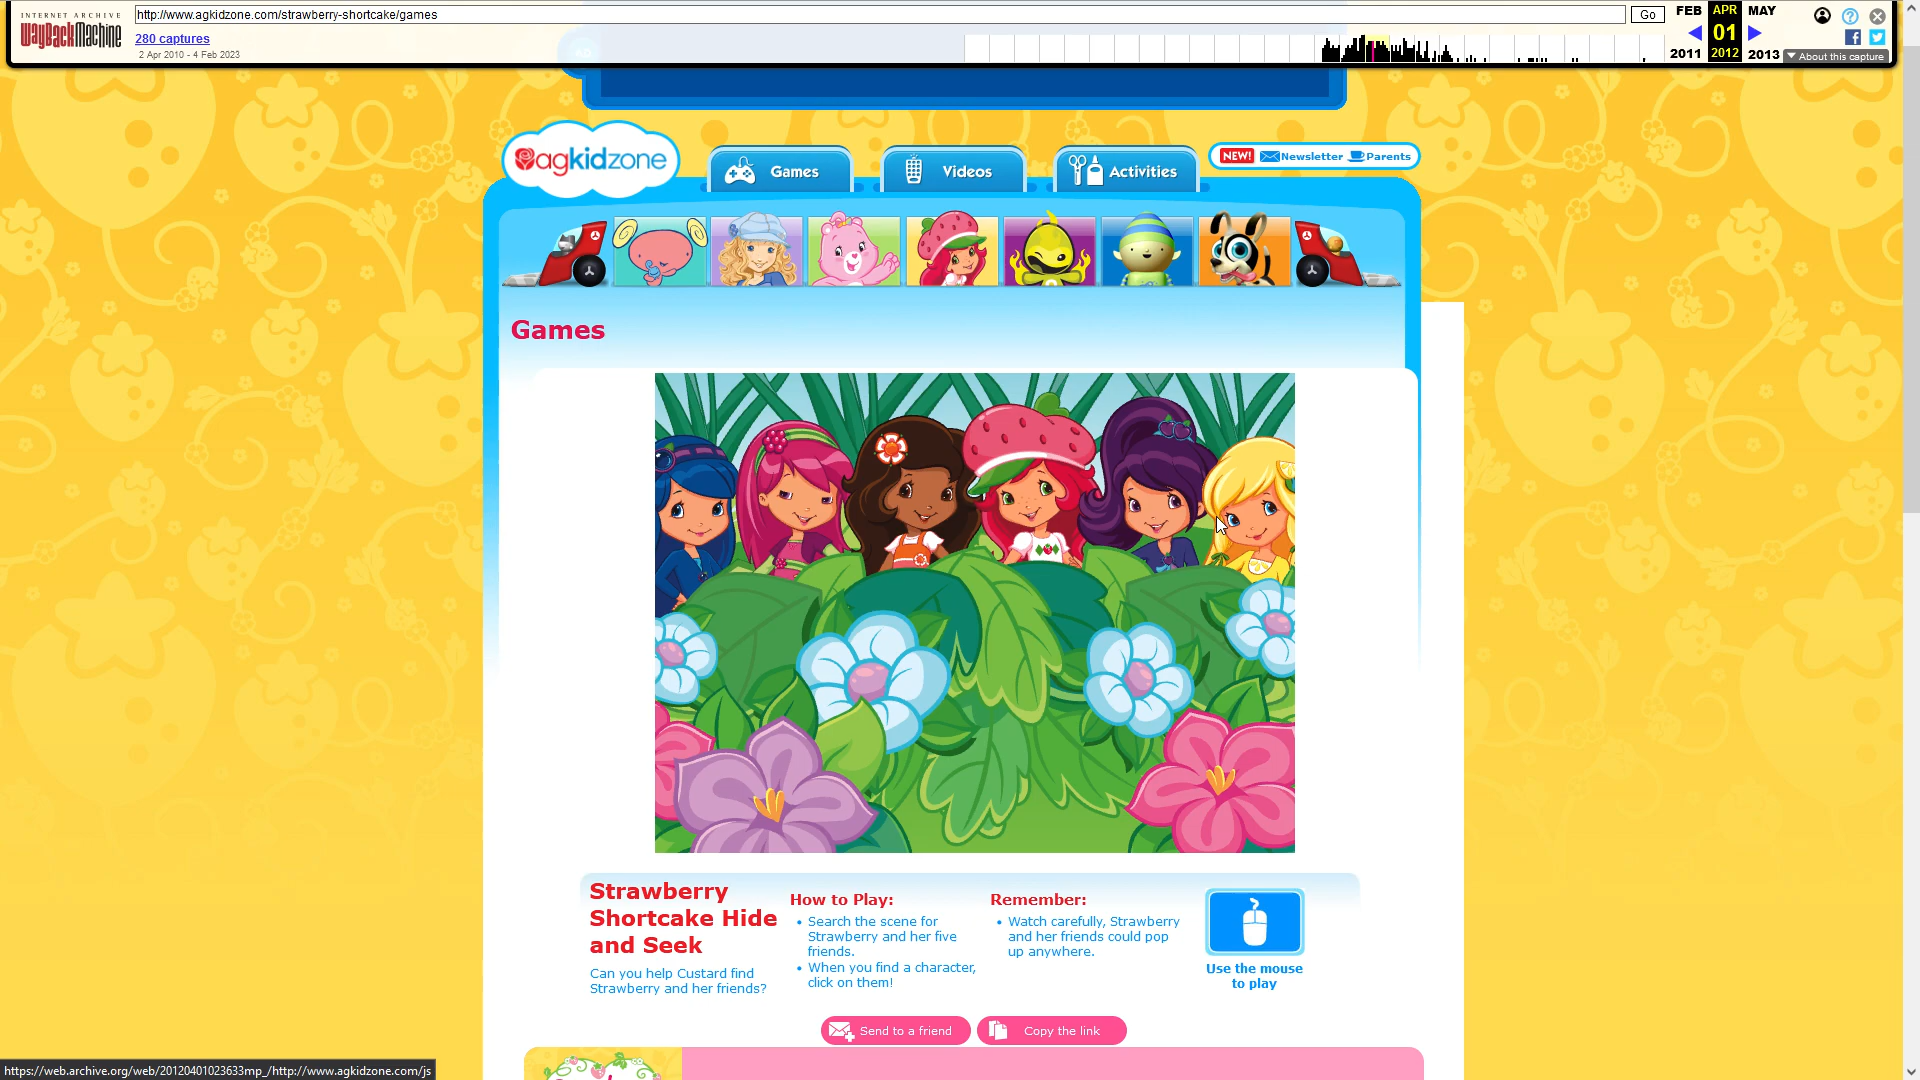 INTERNET ARCHIVE
WayBackMachine
http://www.agkidzone.com/strawberry-shortcake/games
Go
FEB APR MAY
280 captures
01
2 Apr 2010 - 4 Feb 2023
2011 2012 2013
About this capture
agkidzone
Games
Videos
Activities
NEW! Newsletter Parents
Games
Strawberry
Shortcake Hide
and Seek
Can you help Custard find
Strawberry and her friends?
How to Play:
• Search the scene for
Strawberry and her five
friends.
• When you find a character,
click on them!
Remember:
• Watch carefully, Strawberry
and her friends could pop
up anywhere.
Use the mouse
to play
Send to a friend
Copy the link
https://web.archive.org/web/20120401023633mp_/http://www.agkidzone.com/js